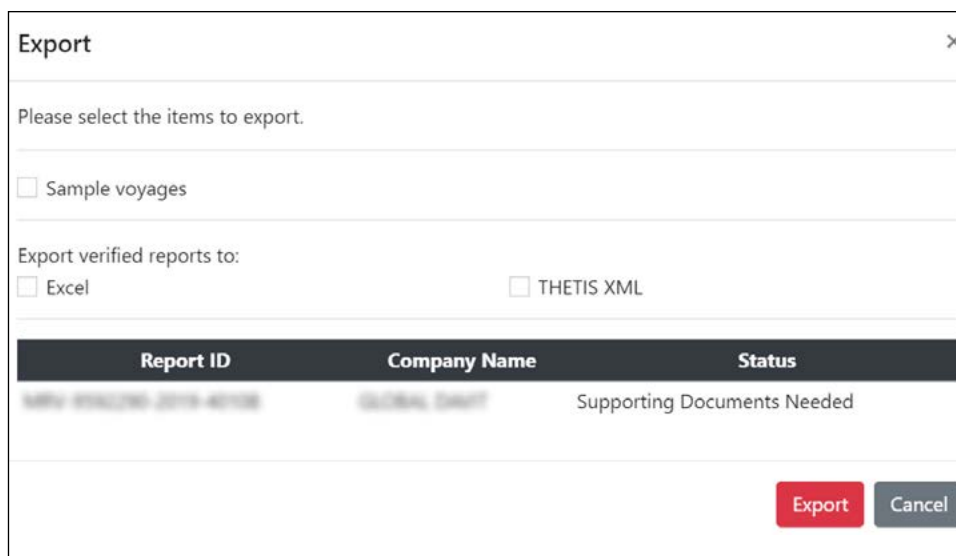 Export
×
Please select the items to export.
Sample voyages
Export verified reports to:
Excel THETIS XML
Report ID Company Name Status
Supporting Documents Needed
Export Cancel